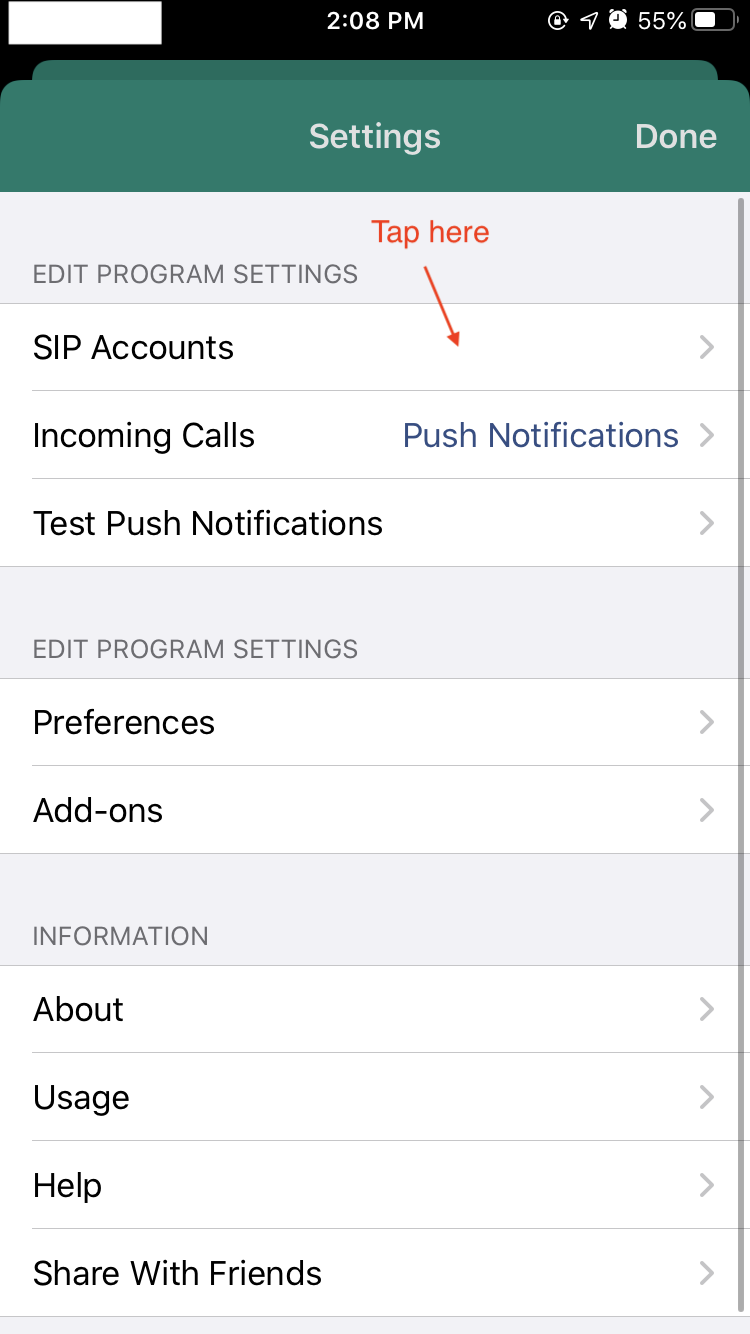 2:08 PM 55%
Settings Done
Tap here
EDIT PROGRAM SETTINGS
SIP Accounts
Incoming Calls Push Notifications
Test Push Notifications
EDIT PROGRAM SETTINGS
Preferences
Add-ons
INFORMATION
About
Usage
Help
Share With Friends